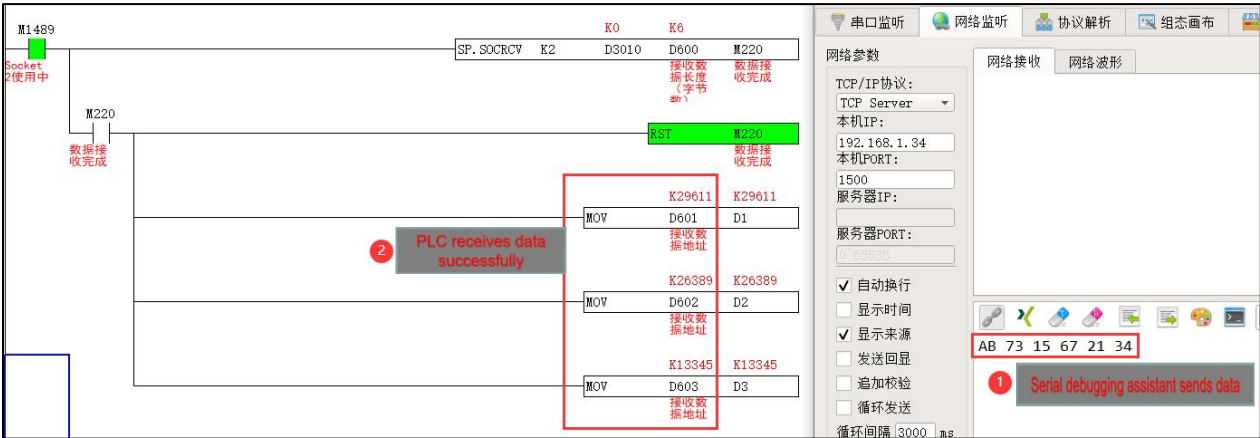 M1489
Socket
2使用中
K0
K6
SP.SOCRCV
K2
D3010
D600
M220
接收数
据长度
(字节
数)
数据接
收完成
M220
数据接
收完成
RST
M220
数据接
收完成
K29611
K29611
MOV
D601
D1
接收数
据地址
2
PLC receives data
successfully
K26389
K26389
MOV
D602
D2
接收数
据地址
K13345
K13345
MOV
D603
D3
接收数
据地址
串口监听
网络监听
协议解析
组态画布
网络参数
TCP/IP协议:
TCP Server
本机IP:
192.168.1.34
本机PORT:
1500
服务器IP:
服务器PORT:
0~65535
自动换行
显示时间
显示来源
发送回显
追加校验
循环发送
循环间隔 3000 ms
网络接收
网络波形
AB 73 15 67 21 34
1
Serial debugging assistant sends data